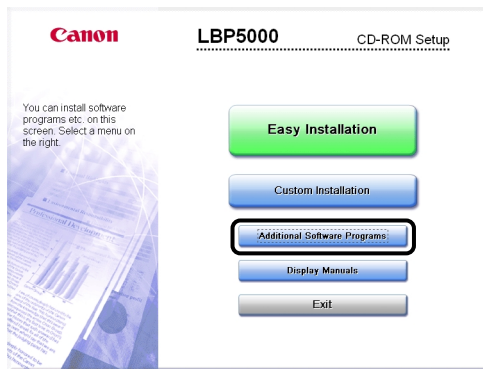 Canon
LBP5000
CD-ROM Setup
You can install software
programs etc. on this
screen. Select a menu on
the right.
Easy Installation
Custom Installation
Additional Software Programs
Display Manuals
Exit